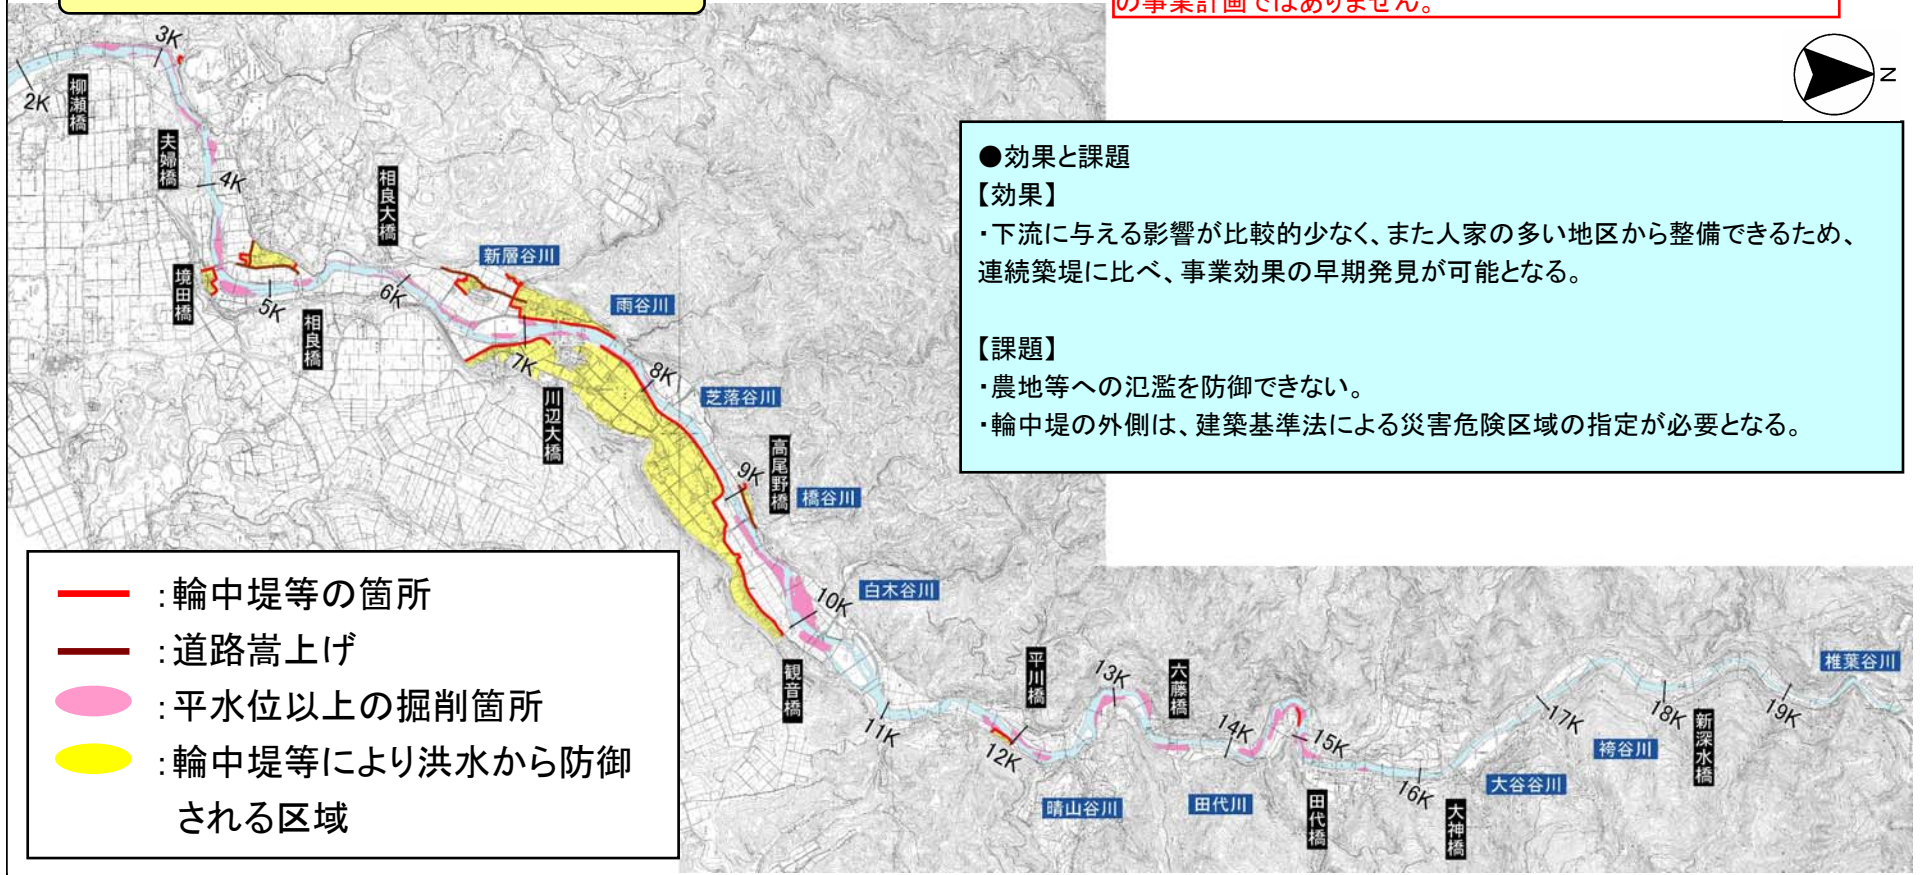 の事業計画ではありません。
N
●効果と課題
【効果】
・下流に与える影響が比較的少なく、また人家の多い地区から整備できるため、
連続築堤に比べ、事業効果の早期発見が可能となる。
【課題】
・農地等への氾濫を防御できない。
・輪中堤の外側は、建築基準法による災害危険区域の指定が必要となる。
2K
柳瀬橋
3K
夫婦橋
4K
境田橋
5K
相良橋
相良大橋
6K
新層谷川
雨谷川
7K
川辺大橋
8K
芝落谷川
9K
高尾野橋
橋谷川
10K
白木谷川
観音橋
11K
平川橋
12K
13K
六藤橋
晴山谷川
14K
田代川
15K
田代橋
16K
大神橋
大谷谷川
17K
袴谷川
18K
新深水橋
19K
椎葉谷川
:輪中堤等の箇所
:道路嵩上げ
:平水位以上の掘削箇所
:輪中堤等により洪水から防御
される区域